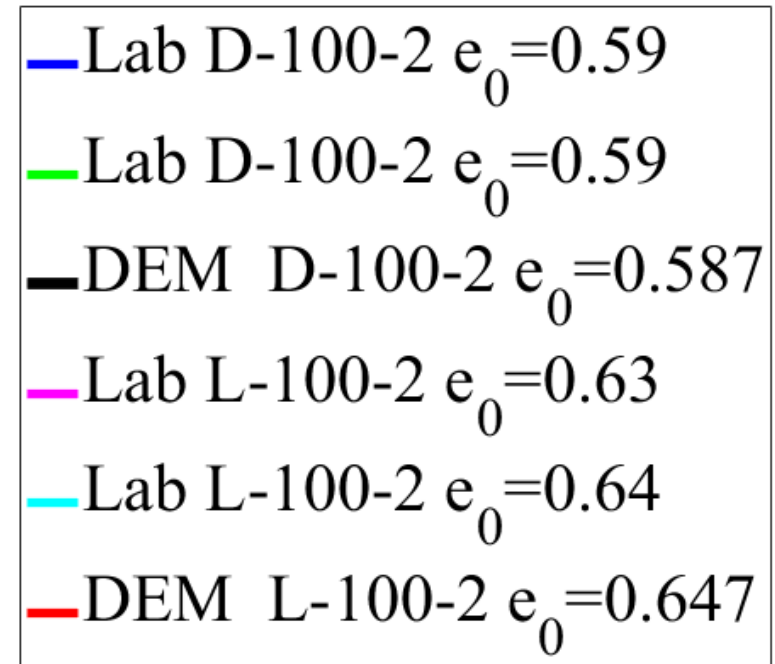 Lab D-100-2 e0=0.59
Lab D-100-2 e0=0.59
DEM  D-100-2 e0=0.587
Lab L-100-2 e0=0.63
Lab L-100-2 e0=0.64
DEM  L-100-2 e0=0.647